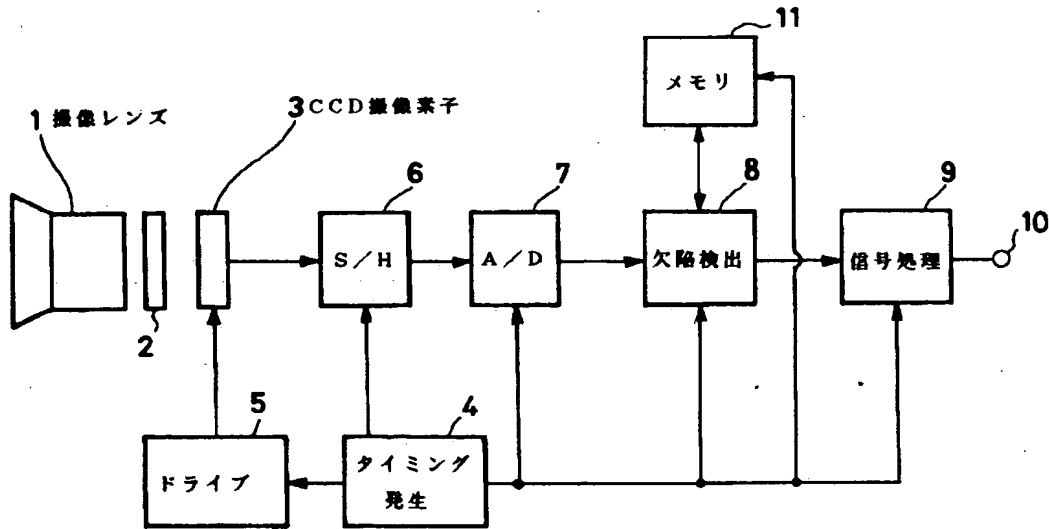 11
メモリ
1 撮像レンズ
3 CCD撮像素子
6
7
8
9
10
S/H
A/D
欠陥検出
信号処理
2
5
4
ドライブ
タイミング
発生